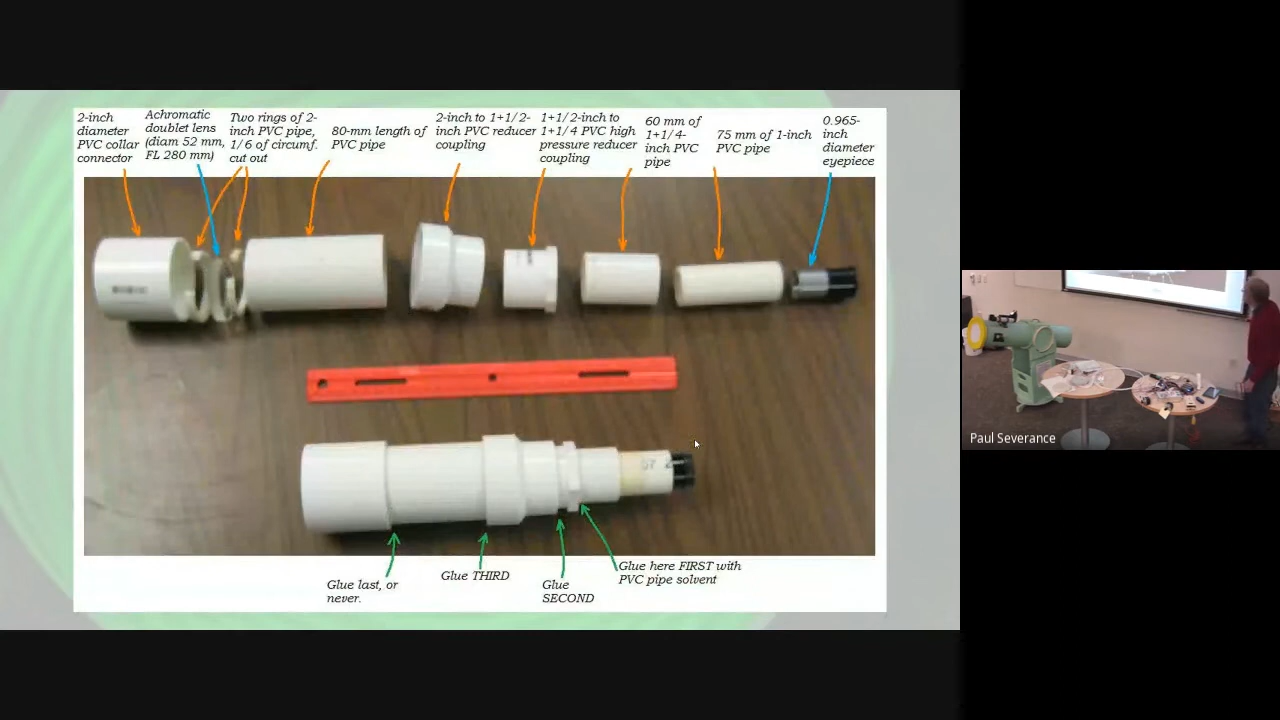 2-inch
diameter
PVC collar
connector
Achromatic
doublet lens
(diam 52 mm,
FL 280 mm)
Two rings of 2-
inch PVC pipe,
1/6 of circumf.
cut out
80-mm length of
PVC pipe
2-inch to 1+1/2-
inch PVC reducer
coupling
1+1/2-inch to
1+1/4 PVC high
pressure reducer
coupling
60 mm of
1+1/4-
inch PVC
pipe
75 mm of 1-inch
PVC pipe
0.965-
inch
diameter
eyepiece
Glue last, or
never.
Glue THIRD
Glue
SECOND
Glue here FIRST with
PVC pipe solvent
Paul Severance